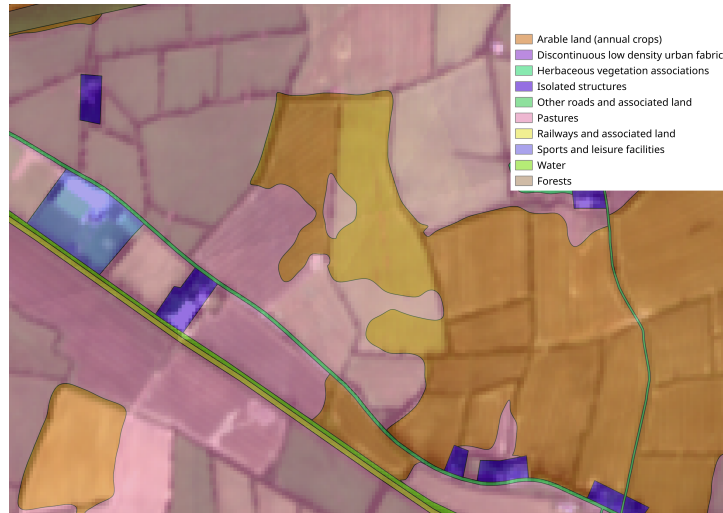 Arable land (annual crops)
Discontinuous low density urban fabric
Herbaceous vegetation associations
Isolated structures
Other roads and associated land
Pastures
Railways and associated land
Sports and leisure facilities
Water
Forests